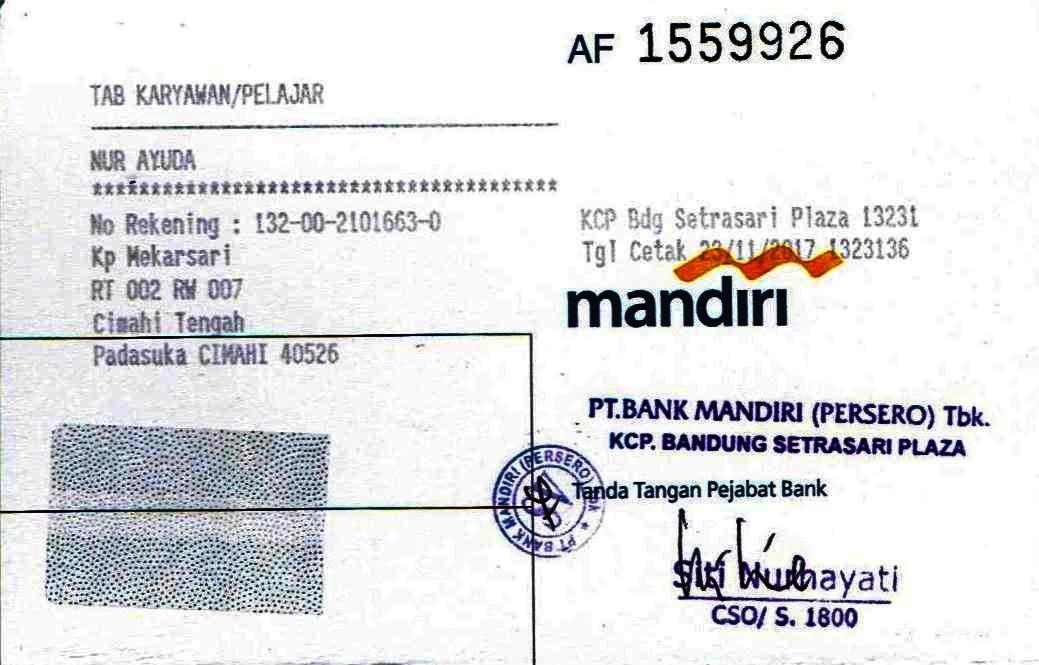 AF 1559926
TAB KARYAWAN/PELAJAR
NUR AYUDA
*****************************************
No Rekening : 132-00-2101663-0
Kp Mekarsari
RT 002 RW 007
Cimahi Tengah
Padasuka CIMAHI 40526
KCP Bdg Setrasari Plaza 13231
Tgl Cetak 23/11/2017 1323136
mandiri
PT.BANK MANDIRI (PERSERO) Tbk.
KCP. BANDUNG SETRASARI PLAZA
PT BANK MANDIRI (PERSERO) TBK
Tanda Tangan Pejabat Bank
Siti Nurhayati
CSO/ S. 1800